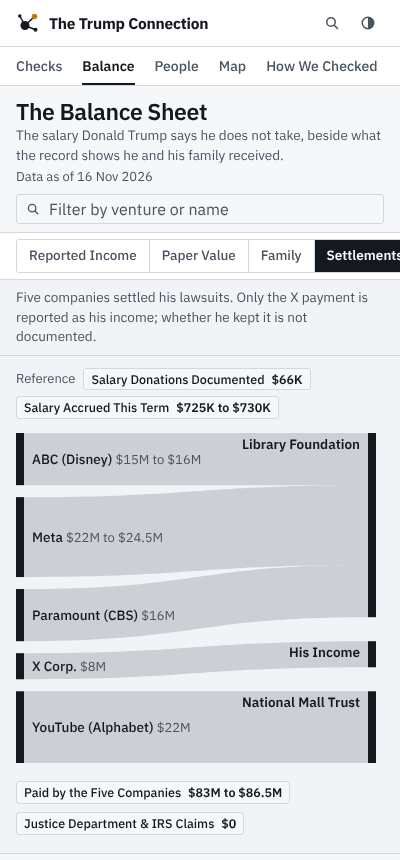 The Trump Connection
Checks Balance People Map How We Checked
The Balance Sheet
The salary Donald Trump says he does not take, beside what
the record shows he and his family received.
Data as of 16 Nov 2026
Filter by venture or name
Reported Income Paper Value Family Settlements
Five companies settled his lawsuits. Only the X payment is
reported as his income; whether he kept it is not
documented.
Reference Salary Donations Documented $66K
Salary Accrued This Term $725K to $730K
Library Foundation
ABC (Disney) $15M to $16M
Meta $22M to $24.5M
Paramount (CBS) $16M
His Income
X Corp. $8M
National Mall Trust
YouTube (Alphabet) $22M
Paid by the Five Companies $83M to $86.5M
Justice Department & IRS Claims $0